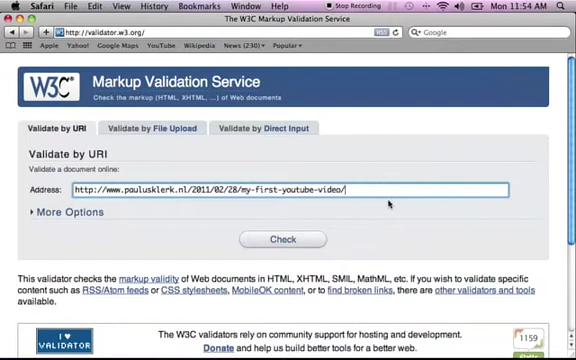 Safari File Edit View History Bookmarks Window Help Stop Recording Mon 11:54 AM
The W3C Markup Validation Service
http://validator.w3.org/ RSS Google
Apple Yahoo! Google Maps YouTube Wikipedia News (120) Popular
W3C Markup Validation Service
Check the markup (HTML, XHTML, ...) of Web documents
Validate by URI Validate by File Upload Validate by Direct Input
Validate by URI
Validate a document online:
Address: http://www.paulusklerk.nl/2011/02/28/my-first-youtube-video/
More Options
Check
This validator checks the markup validity of Web documents in HTML, XHTML, SMIL, MathML, etc. If you wish to validate specific
content such as RSS/Atom feeds or CSS stylesheets, MobileOK content, or to find broken links, there are other validators and tools
available.
I ♥
VALIDATOR
The W3C validators rely on community support for hosting and development.
Donate and help us build better tools for a better web.
1159